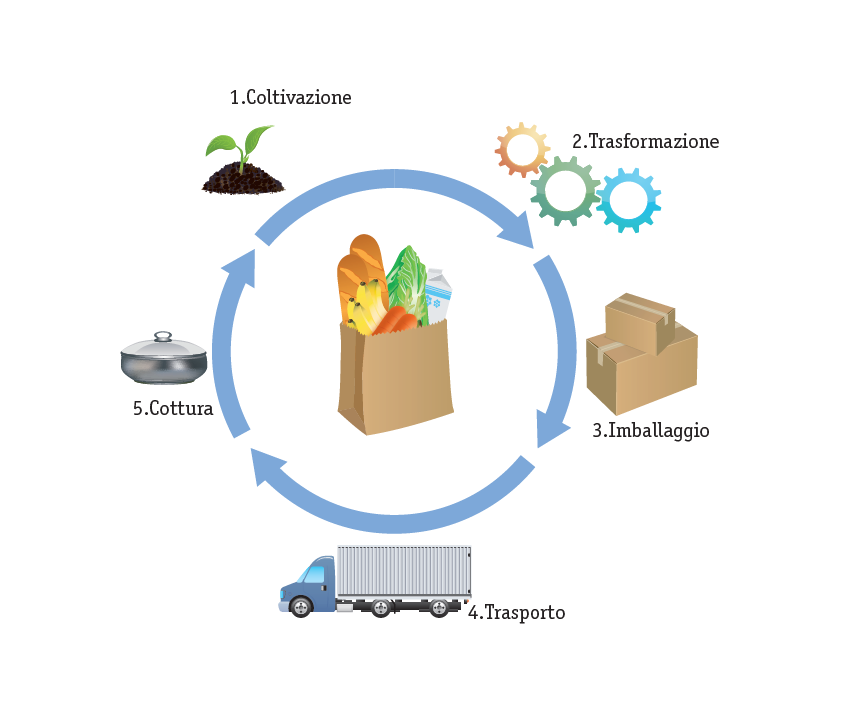 1.Coltivazione
2.Trasformazione
3.Imballaggio
4.Trasporto
5.Cottura